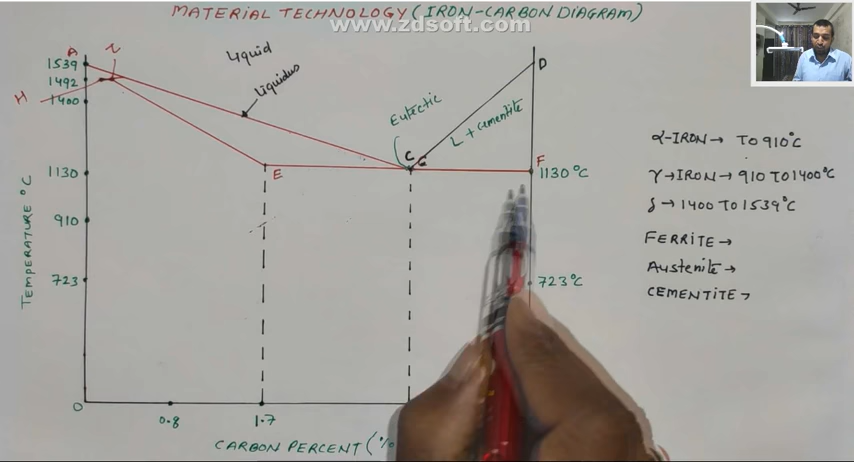 MATERIAL TECHNOLOGY (IRON-CARBON DIAGRAM)
www.zdsoft.com
A
1539
1492
H
1400
Liquid
liquidus
Eutectic
L + cementite
D
C
E
F
1130
1130°C
910
723
723°C
TEMPERATURE °C
0
0.8
1.7
CARBON PERCENT (%
α-IRON → TO 910°C
γ → IRON → 910 TO 1400°C
δ → 1400 TO 1539°C
FERRITE →
Austenite →
CEMENTITE →